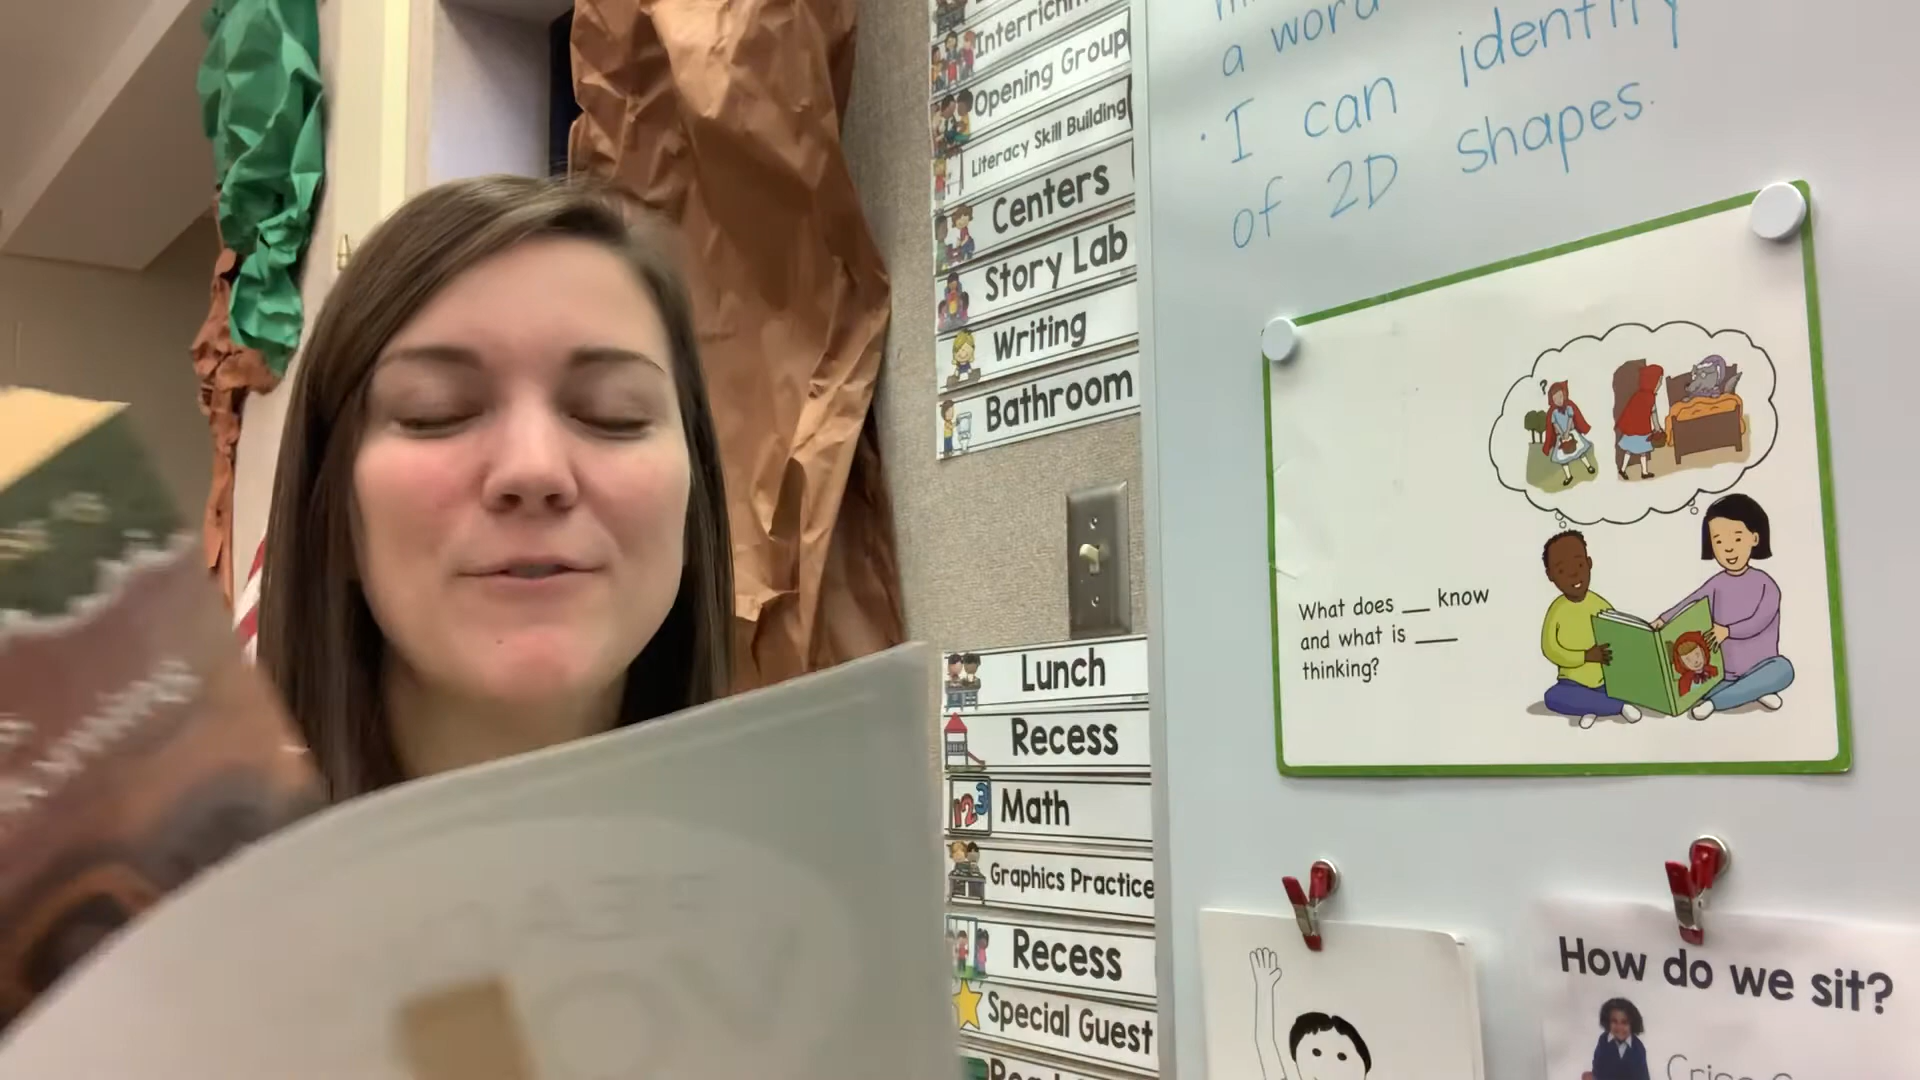 a word
· I can identify
of 2D shapes.
Opening Group
Literacy Skill Building
Centers
Story Lab
Writing
Bathroom
Lunch
Recess
Math
Graphics Practice
Recess
Special Guest
What does __ know
and what is ___
thinking?
How do we sit?